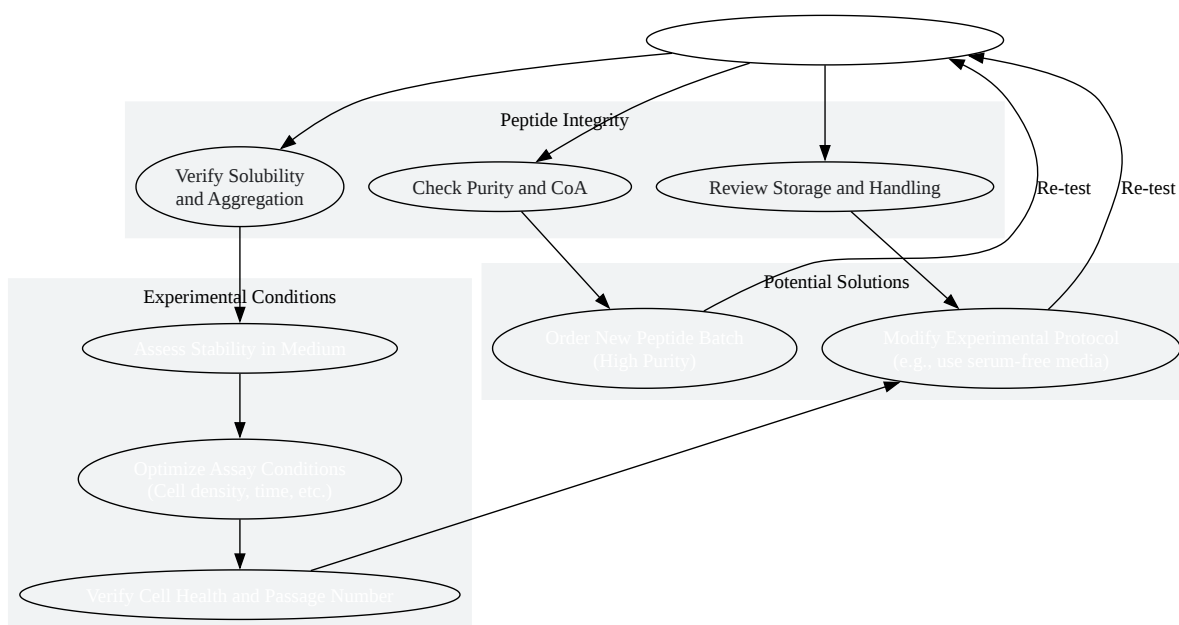 Peptide Integrity
Verify Solubility
and Aggregation
Check Purity and CoA
Review Storage and Handling
Re-test
Re-test
Experimental Conditions
Potential Solutions
Assess Stability in Medium
Order New Peptide Batch
(High Purity)
Modify Experimental Protocol
(e.g., use serum-free media)
Optimize Assay Conditions
(Cell density, time, etc.)
Verify Cell Health and Passage Number